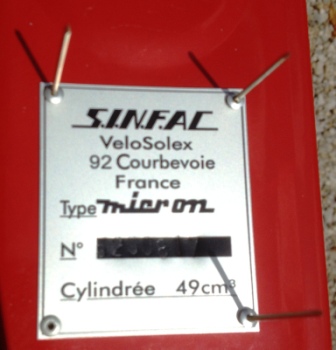 S.I.N.F.A.C
VeloSolex
92 Courbevoie
France
Type micron
N°
Cylindrée 49cm³